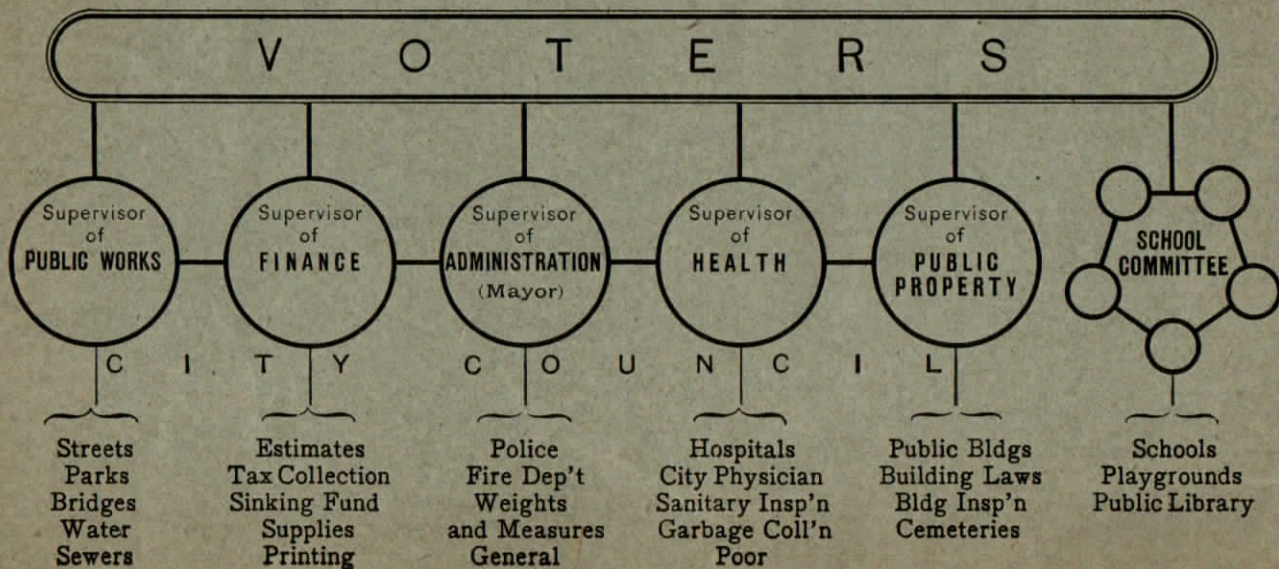 VOTERS
Supervisor
of
PUBLIC WORKS
Supervisor
of
FINANCE
Supervisor
of
ADMINISTRATION
(Mayor)
Supervisor
of
HEALTH
Supervisor
of
PUBLIC
PROPERTY
SCHOOL
COMMITTEE
CITY COUNCIL
Streets
Parks
Bridges
Water
Sewers
Estimates
Tax Collection
Sinking Fund
Supplies
Printing
Police
Fire Dep't
Weights
and Measures
General
Hospitals
City Physician
Sanitary Insp'n
Garbage Coll'n
Poor
Public Bldgs
Building Laws
Bldg Insp'n
Cemeteries
Schools
Playgrounds
Public Library